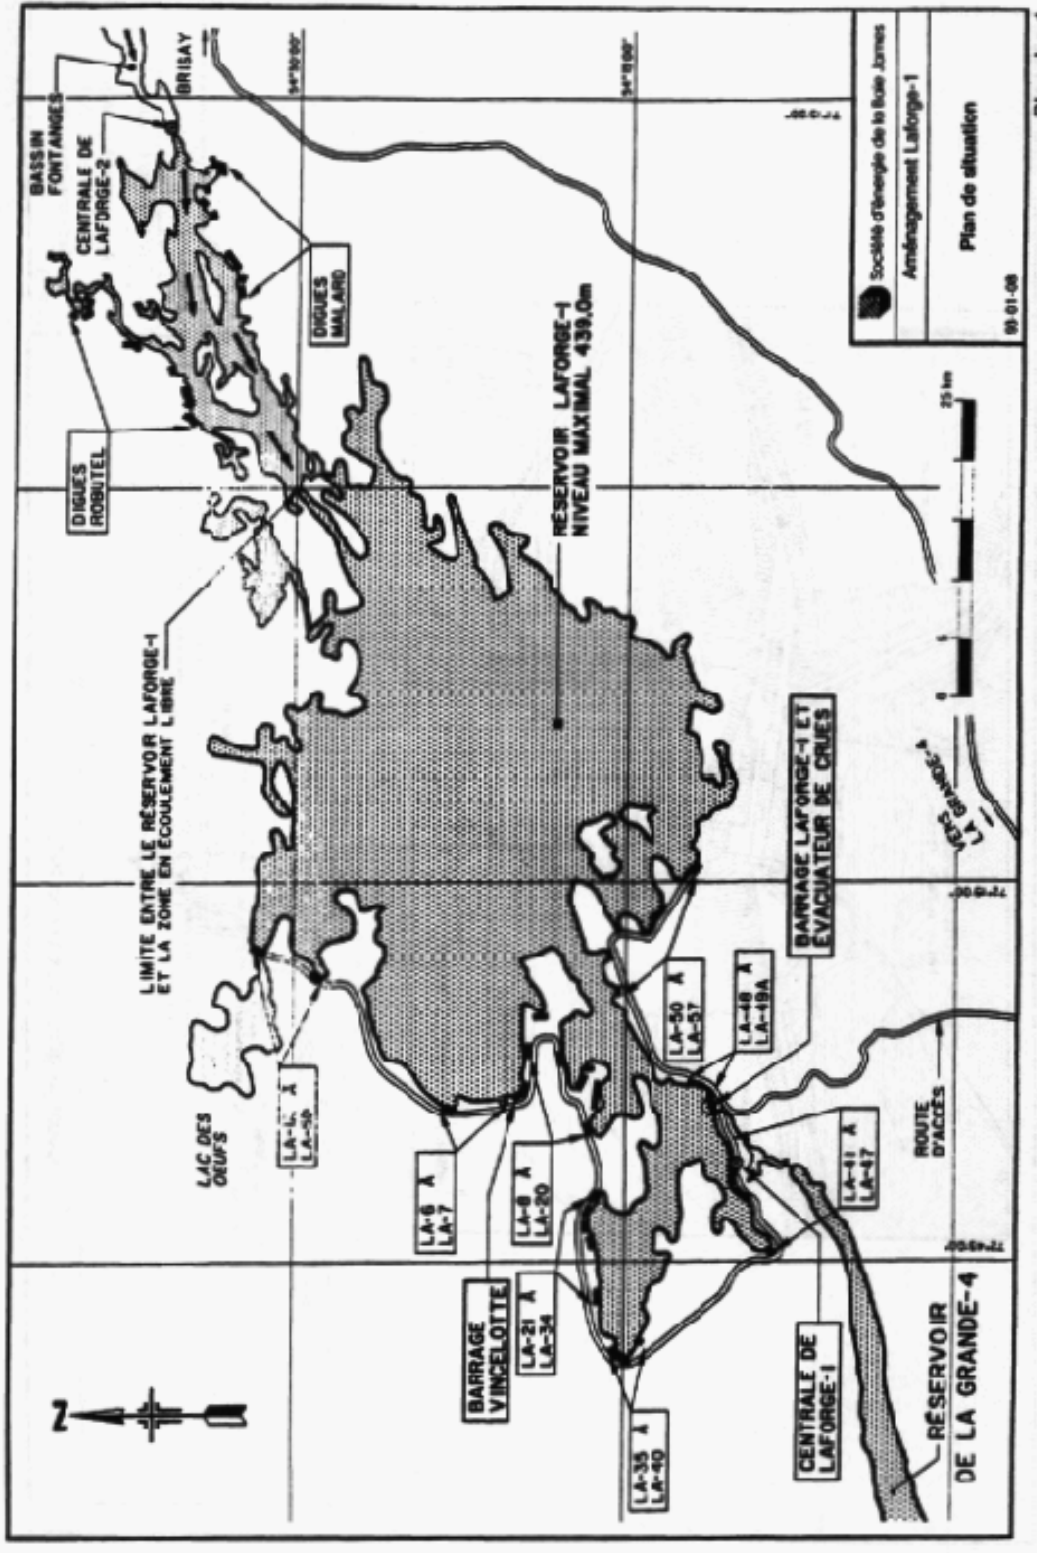 BASSIN
FONTANGES
CENTRALE DE
LAFORGE-2
BRISAY
54°30'00"
54°15'00"
DIGUES
ROBUTEL
DIGUES
MALARD
RÉSERVOIR LAFORGE-1
NIVEAU MAXIMAL 439.0m
LIMITE ENTRE LE RÉSERVOIR LAFORGE-1
ET LA ZONE EN ÉCOULEMENT LIBRE
LAC DES
OEUFS
LA-6 À
LA-7
LA-8 À
LA-20
BARRAGE
VINCELOTTE
LA-21 À
LA-34
LA-35 À
LA-40
LA-50 À
LA-57
LA-48 À
LA-49A
BARRAGE LAFORGE-1 ET
ÉVACUATEUR DE CRUES
LA-41 À
LA-47
ROUTE
D'ACCÈS
CENTRALE DE
LAFORGE-1
RÉSERVOIR
DE LA GRANDE-4
VERS
LA GRANDE-4
N
0
5
25 km
Société d'énergie de la Baie James
Aménagement Laforge-1
Plan de situation
93-01-08